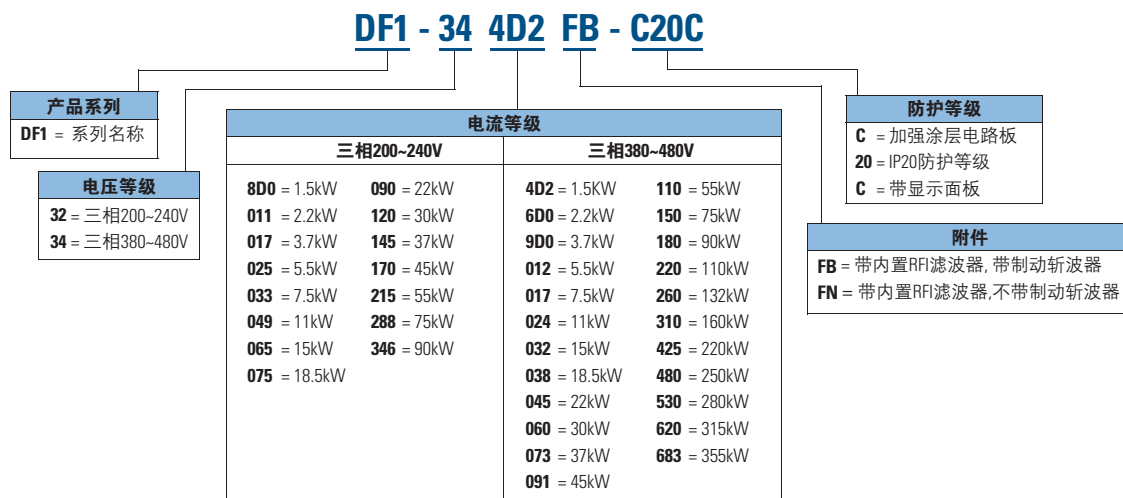 DF1 - 34 4D2 FB - C20C
产品系列
DF1 = 系列名称
电压等级
32 = 三相200~240V
34 = 三相380~480V
电流等级
三相200~240V
8D0 = 1.5kW 090 = 22kW
011 = 2.2kW 120 = 30kW
017 = 3.7kW 145 = 37kW
025 = 5.5kW 170 = 45kW
033 = 7.5kW 215 = 55kW
049 = 11kW 288 = 75kW
065 = 15kW 346 = 90kW
075 = 18.5kW
三相380~480V
4D2 = 1.5KW 110 = 55kW
6D0 = 2.2kW 150 = 75kW
9D0 = 3.7kW 180 = 90kW
012 = 5.5kW 220 = 110kW
017 = 7.5kW 260 = 132kW
024 = 11kW 310 = 160kW
032 = 15kW 425 = 220kW
038 = 18.5kW 480 = 250kW
045 = 22kW 530 = 280kW
060 = 30kW 620 = 315kW
073 = 37kW 683 = 355kW
091 = 45kW
防护等级
C = 加强涂层电路板
20 = IP20防护等级
C = 带显示面板
附件
FB = 带内置RFI滤波器, 带制动斩波器
FN = 带内置RFI滤波器,不带制动斩波器